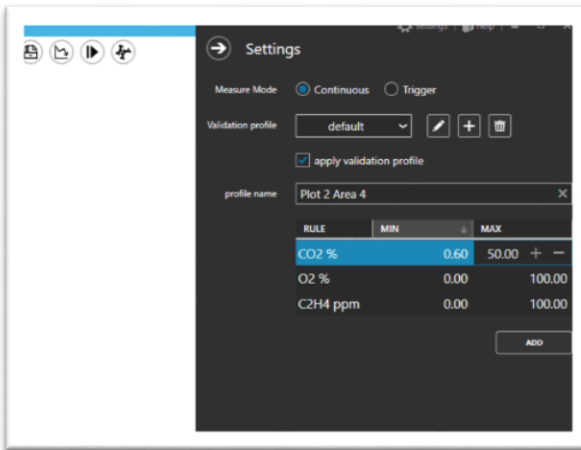 Settings Help
Settings
Measure Mode Continuous Trigger
Validation profile default
apply validation profile
profile name Plot 2 Area 4
RULE MIN MAX
CO2 % 0.60 50.00
O2 % 0.00 100.00
C2H4 ppm 0.00 100.00
ADD